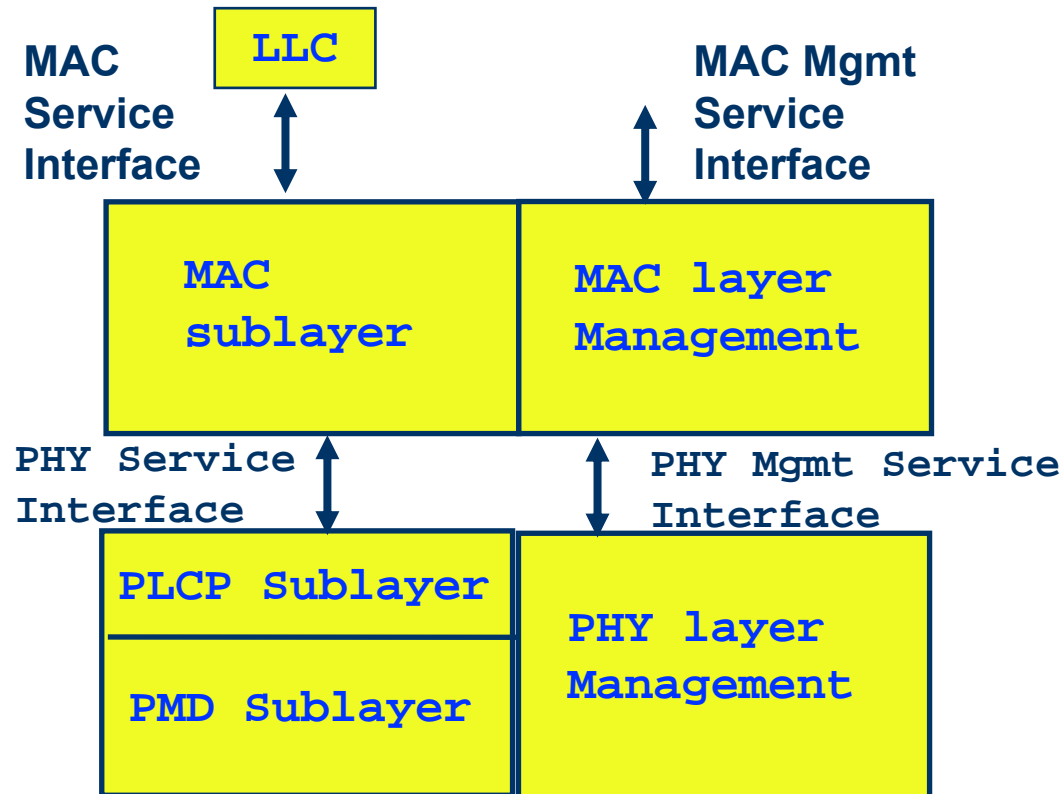 MAC
Service
Interface
LLC
MAC Mgmt
Service
Interface
MAC
sublayer
MAC layer
Management
PHY Service
Interface
PHY Mgmt Service
Interface
PLCP Sublayer
PMD Sublayer
PHY layer
Management